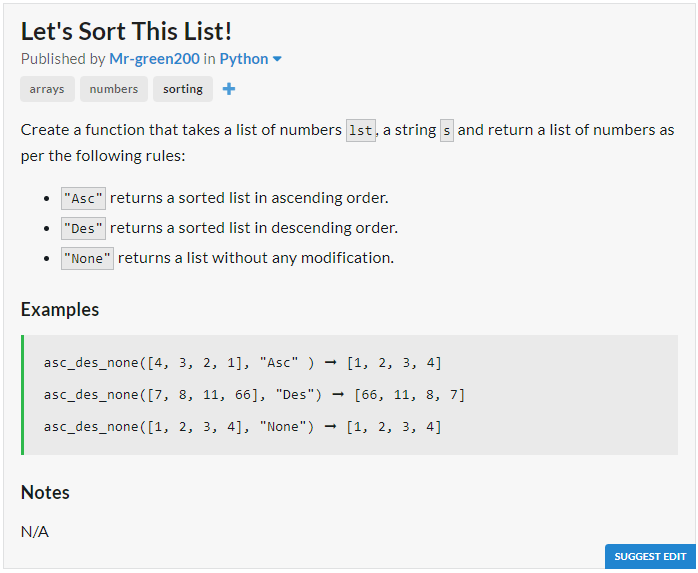 Let's Sort This List!
Published by Mr-green200 in Python
arrays numbers sorting +
Create a function that takes a list of numbers lst, a string s and return a list of numbers as
per the following rules:
• "Asc" returns a sorted list in ascending order.
• "Des" returns a sorted list in descending order.
• "None" returns a list without any modification.
Examples
asc_des_none([4, 3, 2, 1], "Asc" ) ➞ [1, 2, 3, 4]
asc_des_none([7, 8, 11, 66], "Des") ➞ [66, 11, 8, 7]
asc_des_none([1, 2, 3, 4], "None") ➞ [1, 2, 3, 4]
Notes
N/A
SUGGEST EDIT